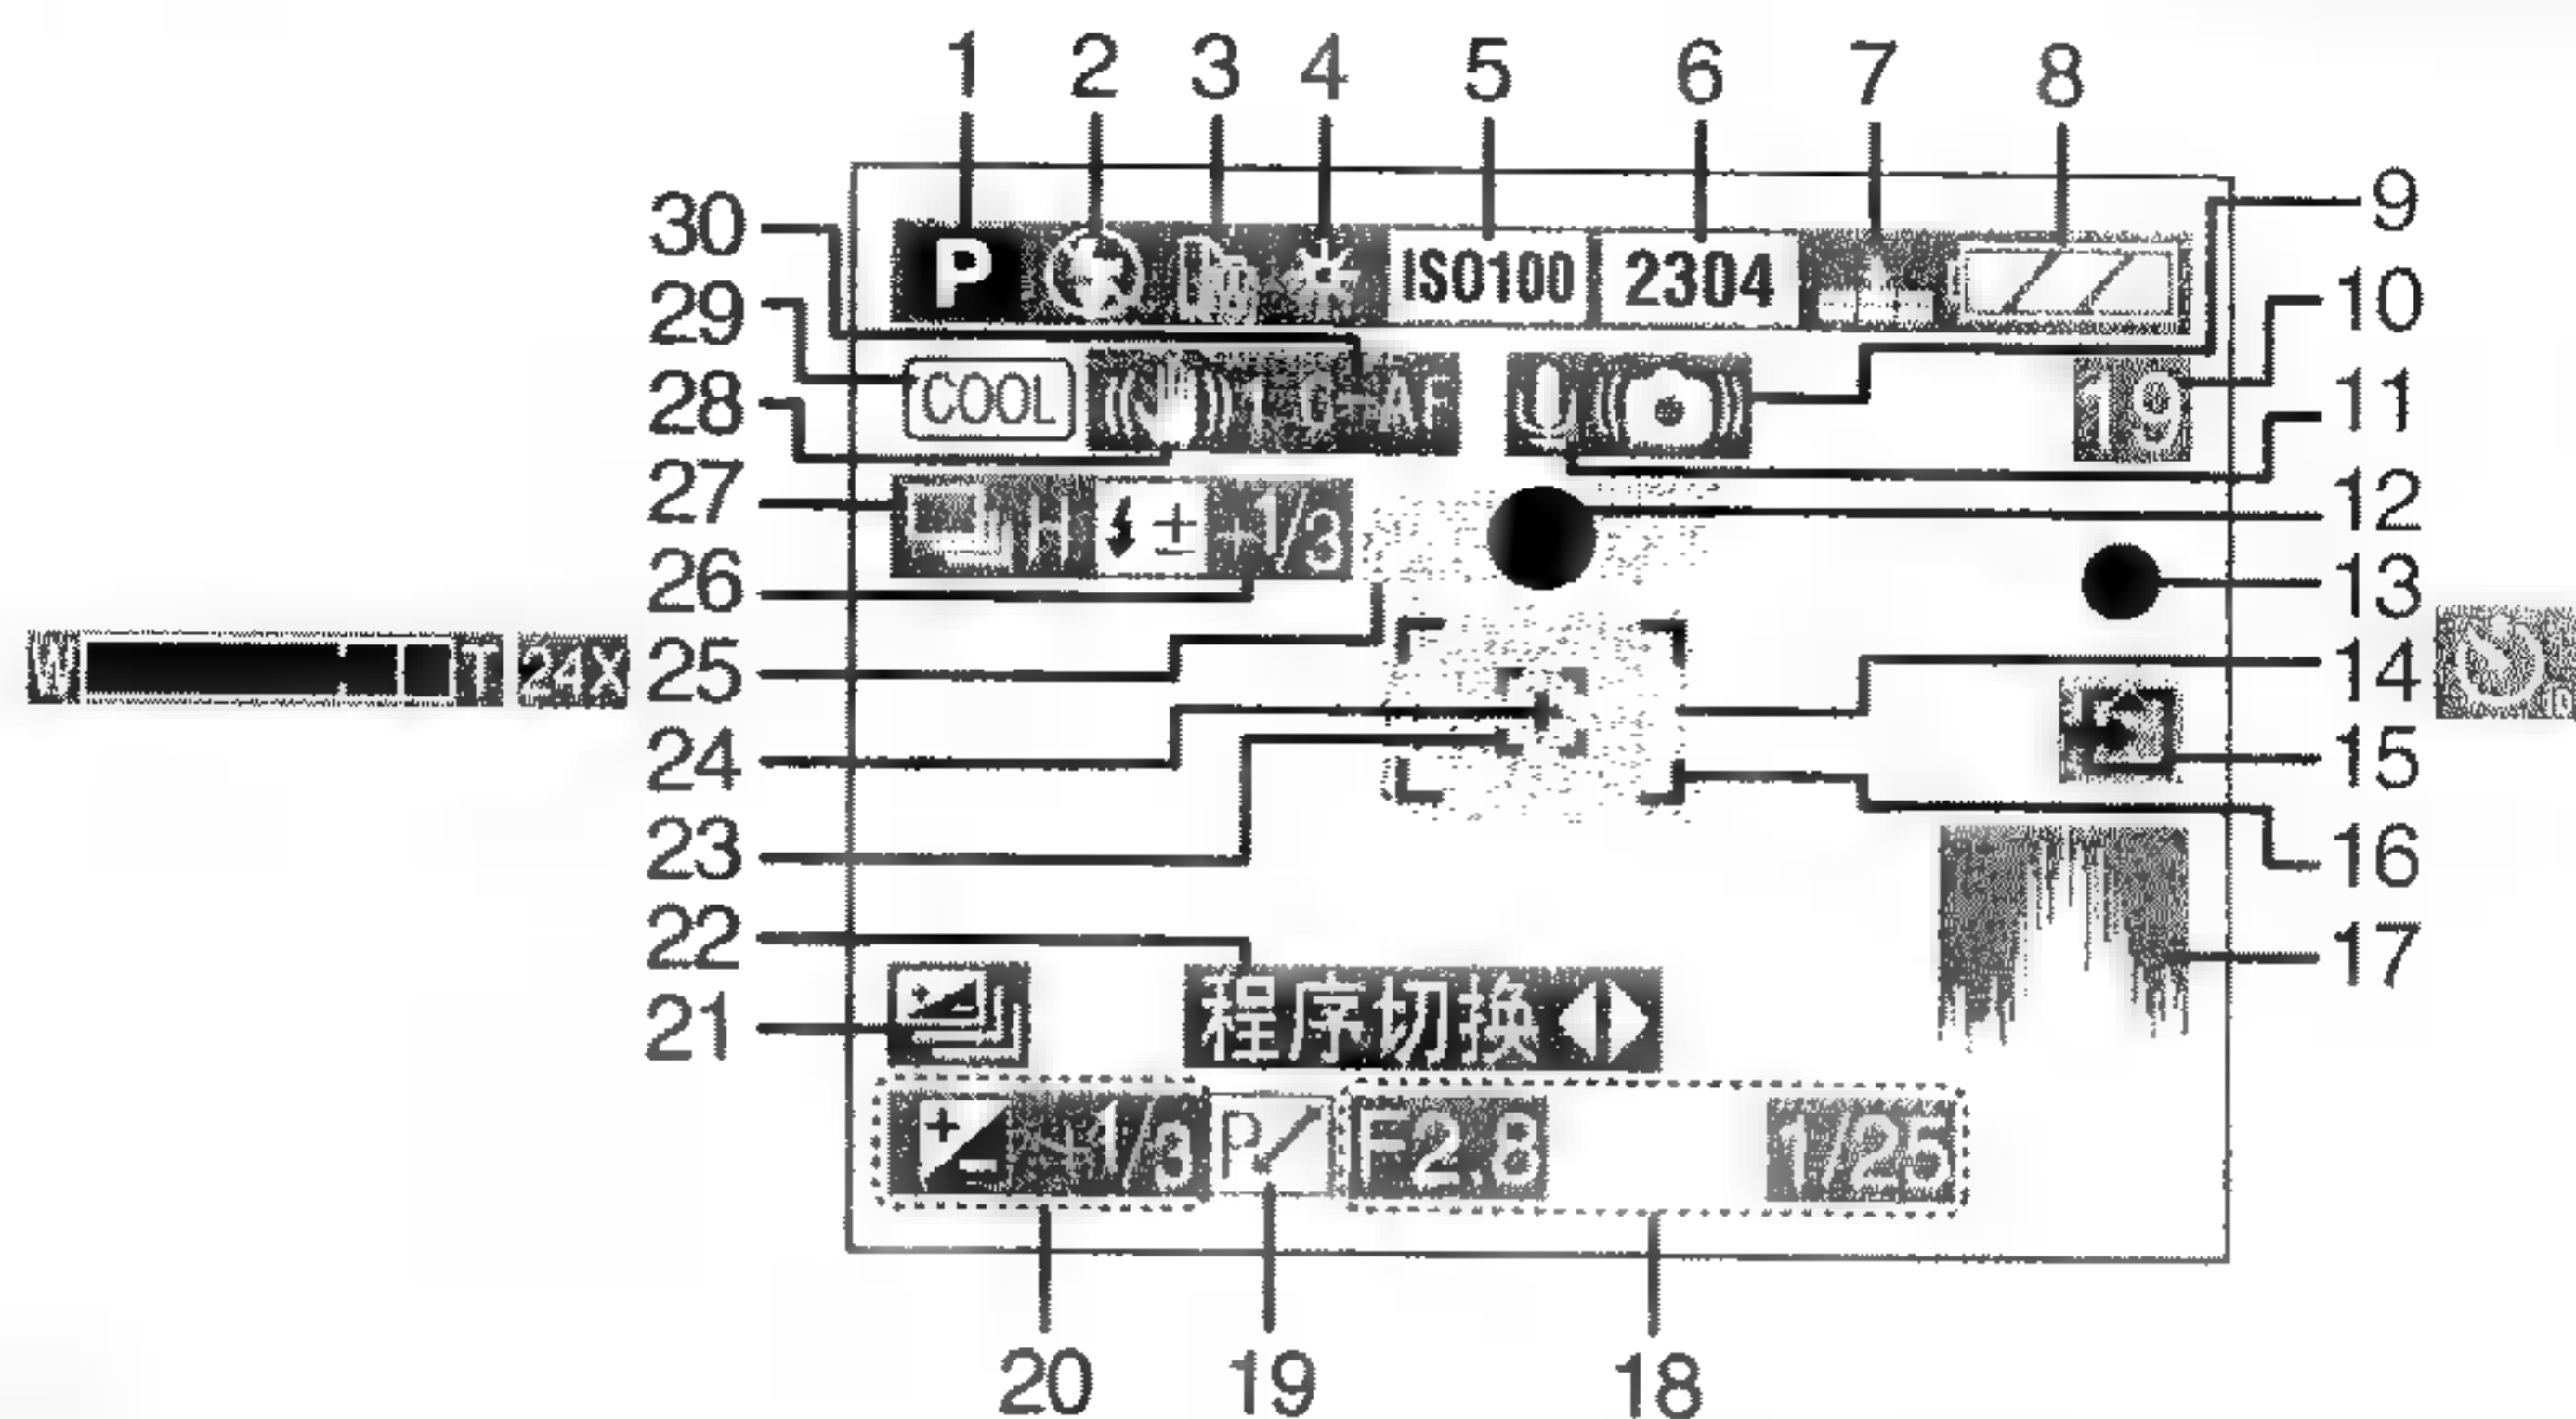 1 2 3 4 5 6 7 8
30 9
P ISO100 2304
29 10
28 COOL 1 C-AF 19 11
27 H ± +1/3 12
26 13
W T 24X 25 14 10
24 15
23 16
22 17
21 程序切换
+1/3 P F2.8 1/25
20 19 18